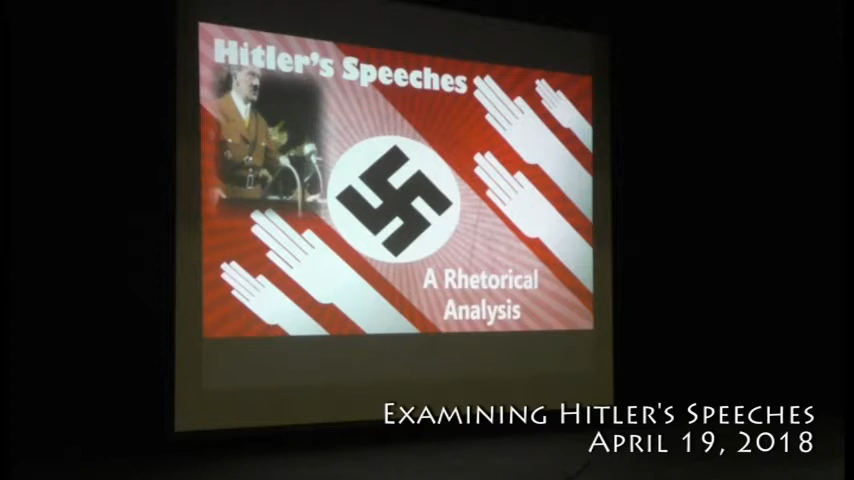 Hitler's Speeches
A Rhetorical
Analysis
Examining Hitler's Speeches
April 19, 2018